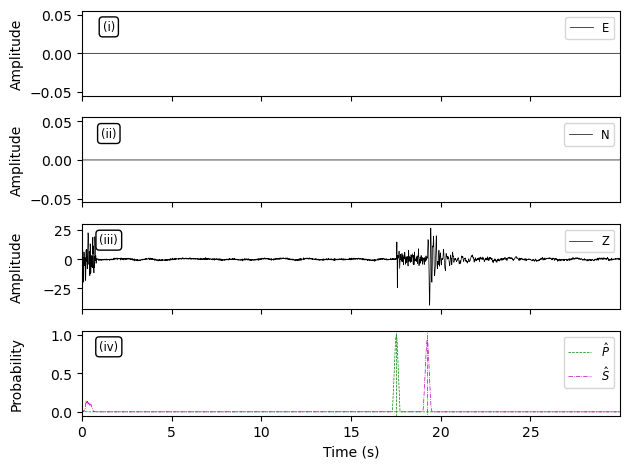 Amplitude
0.05
0.00
−0.05
(i)
E
Amplitude
0.05
0.00
−0.05
(ii)
N
Amplitude
25
0
−25
(iii)
Z
Probability
1.0
0.5
0.0
(iv)
P̂
Ŝ
0 5 10 15 20 25
Time (s)